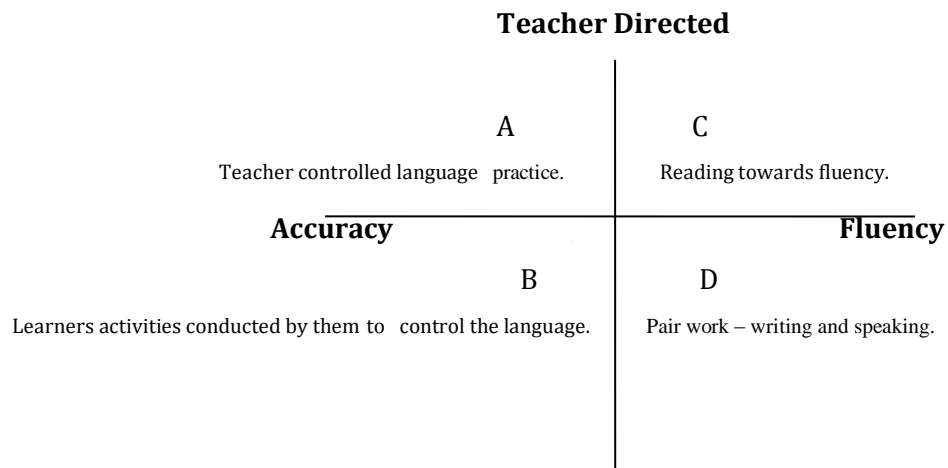 Teacher Directed
A C
Teacher controlled language practice. Reading towards fluency.
Accuracy Fluency
B D
Learners activities conducted by them to control the language. Pair work – writing and speaking.